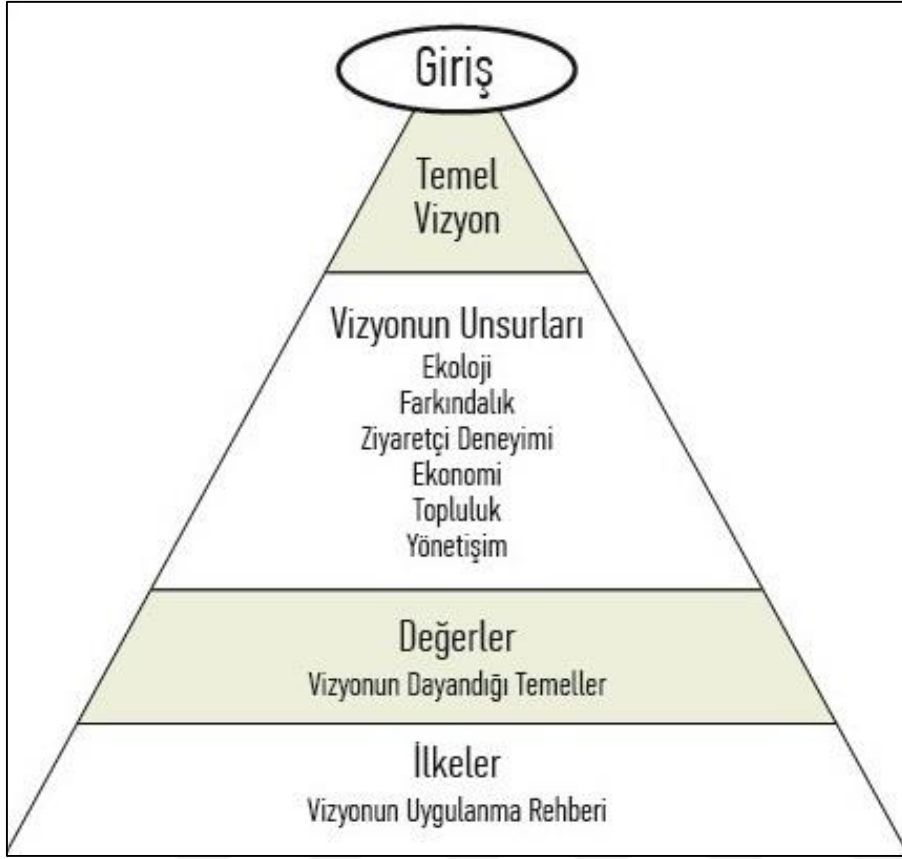 Giriş
Temel
Vizyon
Vizyonun Unsurları
Ekoloji
Farkındalık
Ziyaretçi Deneyimi
Ekonomi
Topluluk
Yönetişim
Değerler
Vizyonun Dayandığı Temeller
İlkeler
Vizyonun Uygulanma Rehberi